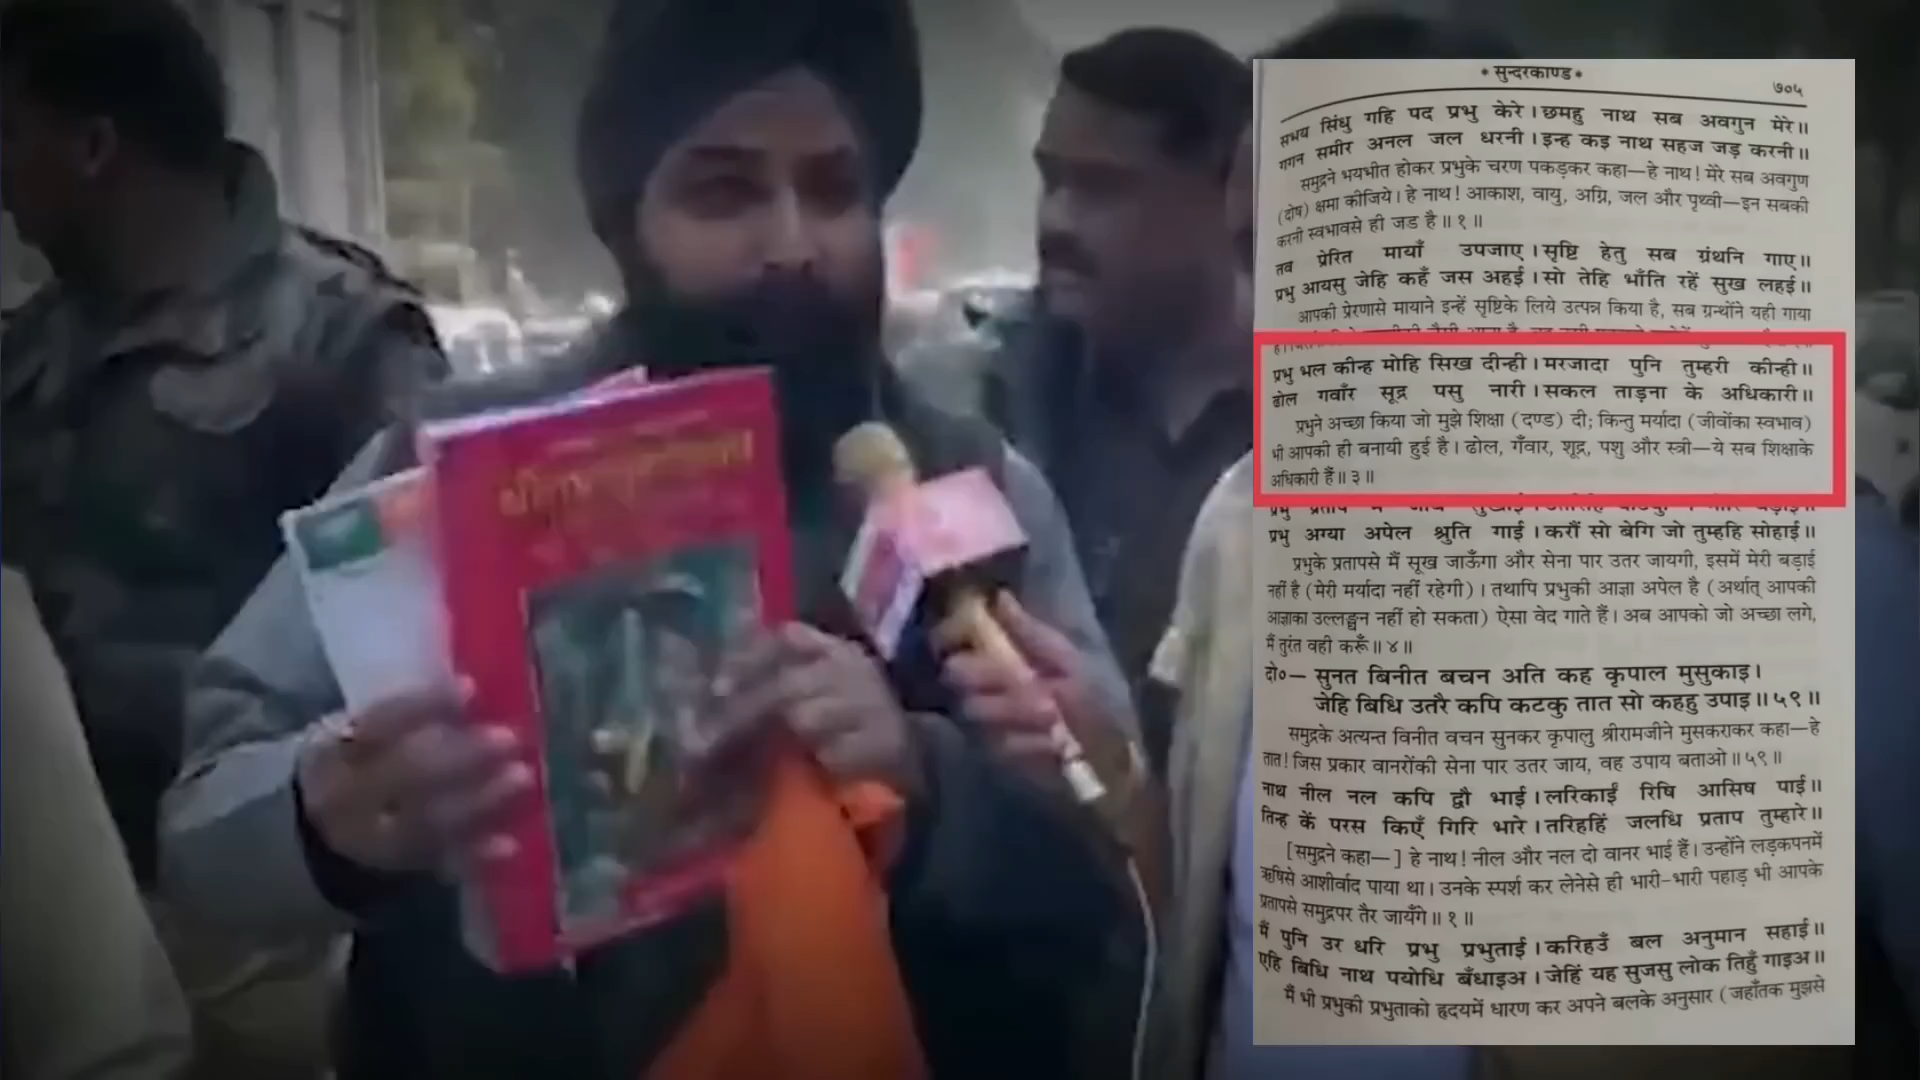 श्रीरामचरितमानस
* सुन्दरकाण्ड *
७०५
सभय सिंधु गहि पद प्रभु केरे। छमहु नाथ सब अवगुन मेरे॥
गगन समीर अनल जल धरनी। इन्ह कइ नाथ सहज जड़ करनी॥
समुद्रने भयभीत होकर प्रभुके चरण पकड़कर कहा—हे नाथ! मेरे सब अवगुण
(दोष) क्षमा कीजिये। हे नाथ! आकाश, वायु, अग्नि, जल और पृथ्वी—इन सबकी
करनी स्वभावसे ही जड है॥ १॥
तव प्रेरित मायाँ उपजाए। सृष्टि हेतु सब ग्रंथनि गाए॥
प्रभु आयसु जेहि कहँ जस अहई। सो तेहि भाँति रहें सुख लहई॥
आपकी प्रेरणासे मायाने इन्हें सृष्टिके लिये उत्पन्न किया है, सब ग्रन्थोंने यही गाया
प्रभु भल कीन्ह मोहि सिख दीन्ही। मरजादा पुनि तुम्हरी कीन्ही॥
ढोल गवाँर सूद्र पसु नारी। सकल ताड़ना के अधिकारी॥
प्रभुने अच्छा किया जो मुझे शिक्षा (दण्ड) दी; किन्तु मर्यादा (जीवोंका स्वभाव)
भी आपकी ही बनायी हुई है। ढोल, गँवार, शूद्र, पशु और स्त्री—ये सब शिक्षाके
अधिकारी हैं॥ ३॥
प्रभु अग्या अपेल श्रुति गाई। करौं सो बेगि जो तुम्हहि सोहाई॥
प्रभुके प्रतापसे मैं सूख जाऊँगा और सेना पार उतर जायगी, इसमें मेरी बड़ाई
नहीं है (मेरी मर्यादा नहीं रहेगी)। तथापि प्रभुकी आज्ञा अपेल है (अर्थात् आपकी
आज्ञाका उल्लङ्घन नहीं हो सकता) ऐसा वेद गाते हैं। अब आपको जो अच्छा लगे,
मैं तुरंत वही करूँ॥ ४॥
दो०— सुनत बिनीत बचन अति कह कृपाल मुसुकाइ।
जेहि बिधि उतरै कपि कटकु तात सो कहहु उपाइ॥ ५९॥
समुद्रके अत्यन्त विनीत वचन सुनकर कृपालु श्रीरामजीने मुसकराकर कहा—हे
तात! जिस प्रकार वानरोंकी सेना पार उतर जाय, वह उपाय बताओ॥ ५९॥
नाथ नील नल कपि द्वौ भाई। लरिकाईं रिषि आसिष पाई॥
तिन्ह कें परस किएँ गिरि भारे। तरिहहिं जलधि प्रताप तुम्हारे॥
[समुद्रने कहा—] हे नाथ! नील और नल दो वानर भाई हैं। उन्होंने लड़कपनमें
ऋषिसे आशीर्वाद पाया था। उनके स्पर्श कर लेनेसे ही भारी-भारी पहाड़ भी आपके
प्रतापसे समुद्रपर तैर जायँगे॥ १॥
मैं पुनि उर धरि प्रभु प्रभुताई। करिहउँ बल अनुमान सहाई॥
एहि बिधि नाथ पयोधि बँधाइअ। जेहिं यह सुजसु लोक तिहुँ गाइअ॥
मैं भी प्रभुकी प्रभुताको हृदयमें धारण कर अपने बलके अनुसार (जहाँतक मुझसे